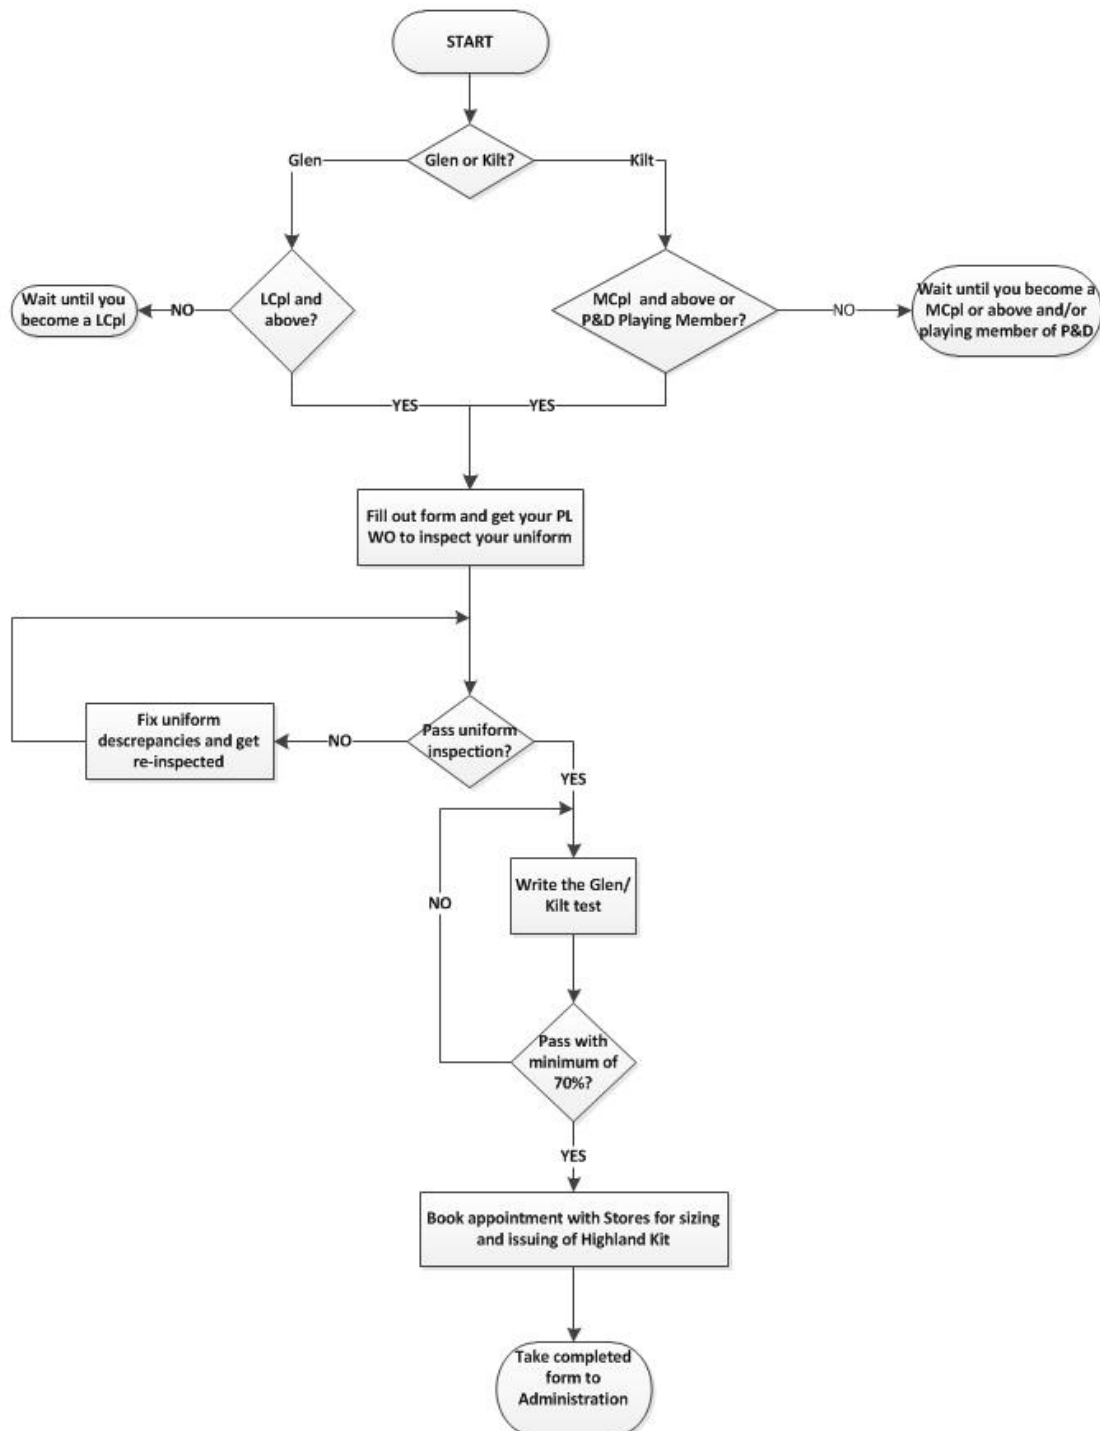 START
Glen or Kilt?
Glen
Kilt
LCpl and
above?
MCpl and above or
P&D Playing Member?
NO
Wait until you
become a LCpl
NO
Wait until you become a
MCpl or above and/or
playing member of P&D
YES
YES
Fill out form and get your PL
WO to inspect your uniform
Pass uniform
inspection?
NO
Fix uniform
descrepancies and get
re-inspected
YES
Write the Glen/
Kilt test
NO
Pass with
minimum of
70%?
YES
Book appointment with Stores for sizing
and issuing of Highland Kit
Take completed
form to
Administration